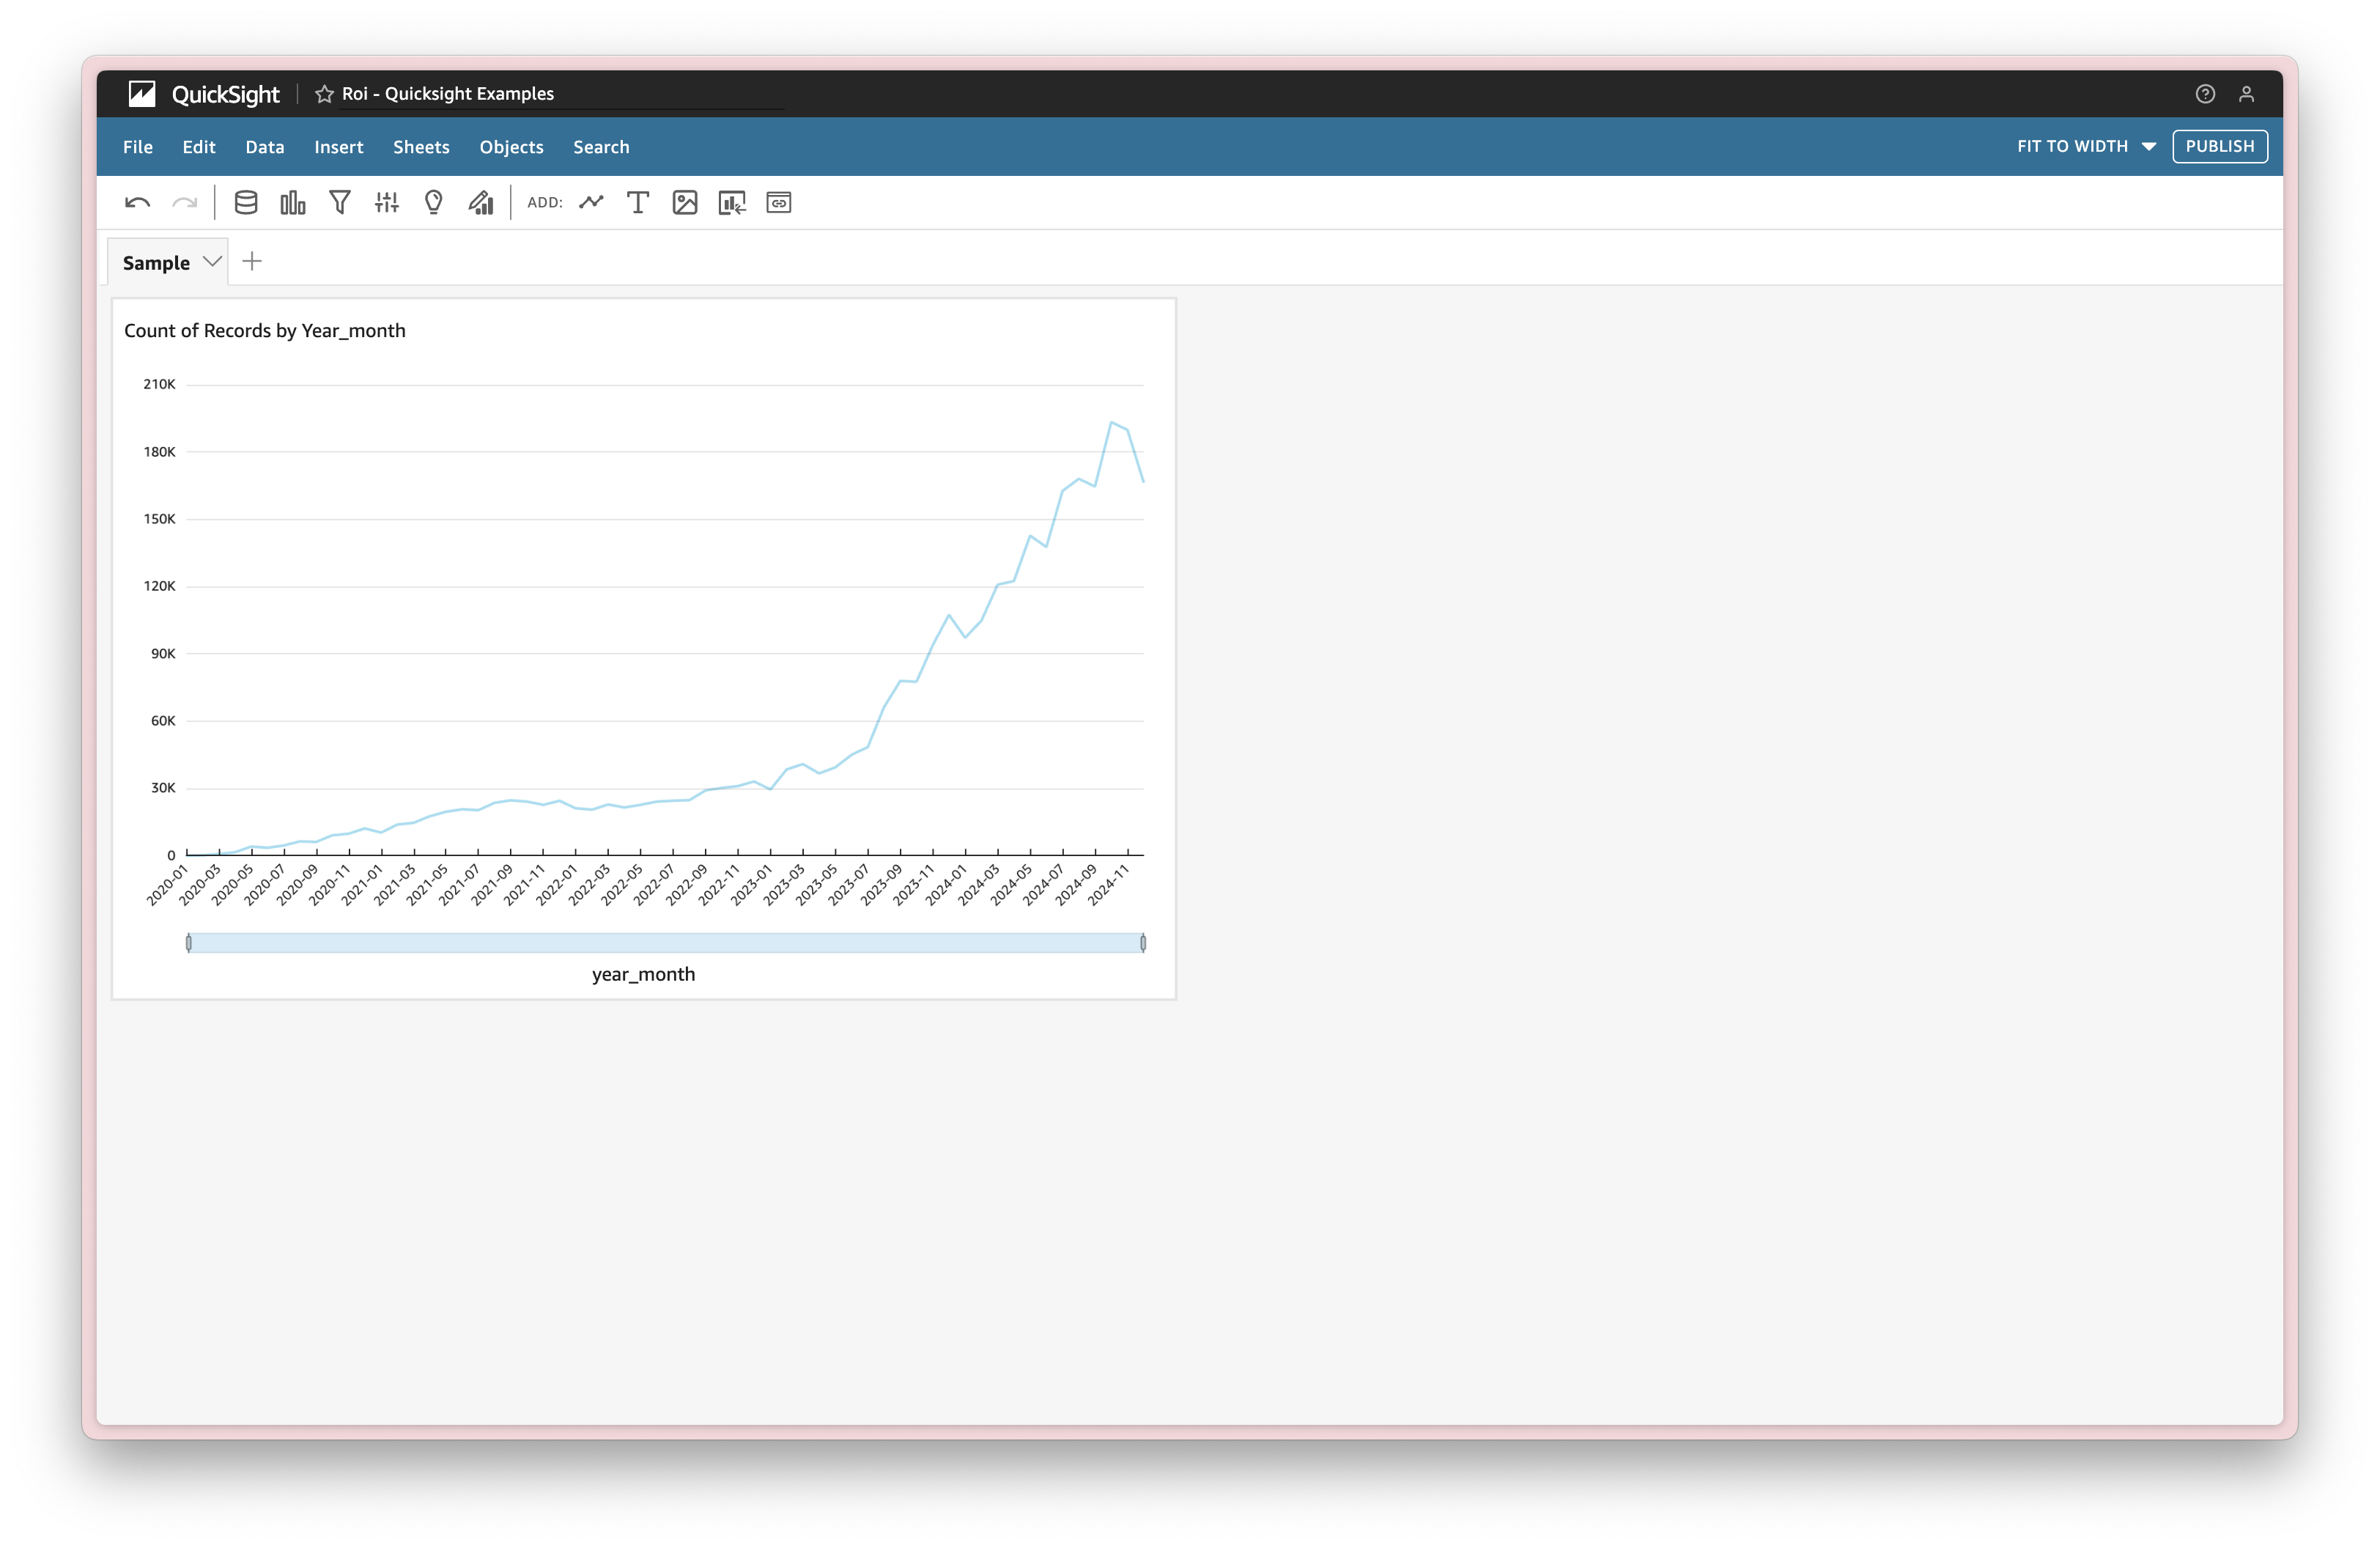 QuickSight Roi - Quicksight Examples
File Edit Data Insert Sheets Objects Search FIT TO WIDTH PUBLISH
ADD:
Sample
Count of Records by Year_month
210K
180K
150K
120K
90K
60K
30K
0
2020-01 2020-03 2020-05 2020-07 2020-09 2020-11 2021-01 2021-03 2021-05 2021-07 2021-09 2021-11 2022-01 2022-03 2022-05 2022-07 2022-09 2022-11 2023-01 2023-03 2023-05 2023-07 2023-09 2023-11 2024-01 2024-03 2024-05 2024-07 2024-09 2024-11
year_month